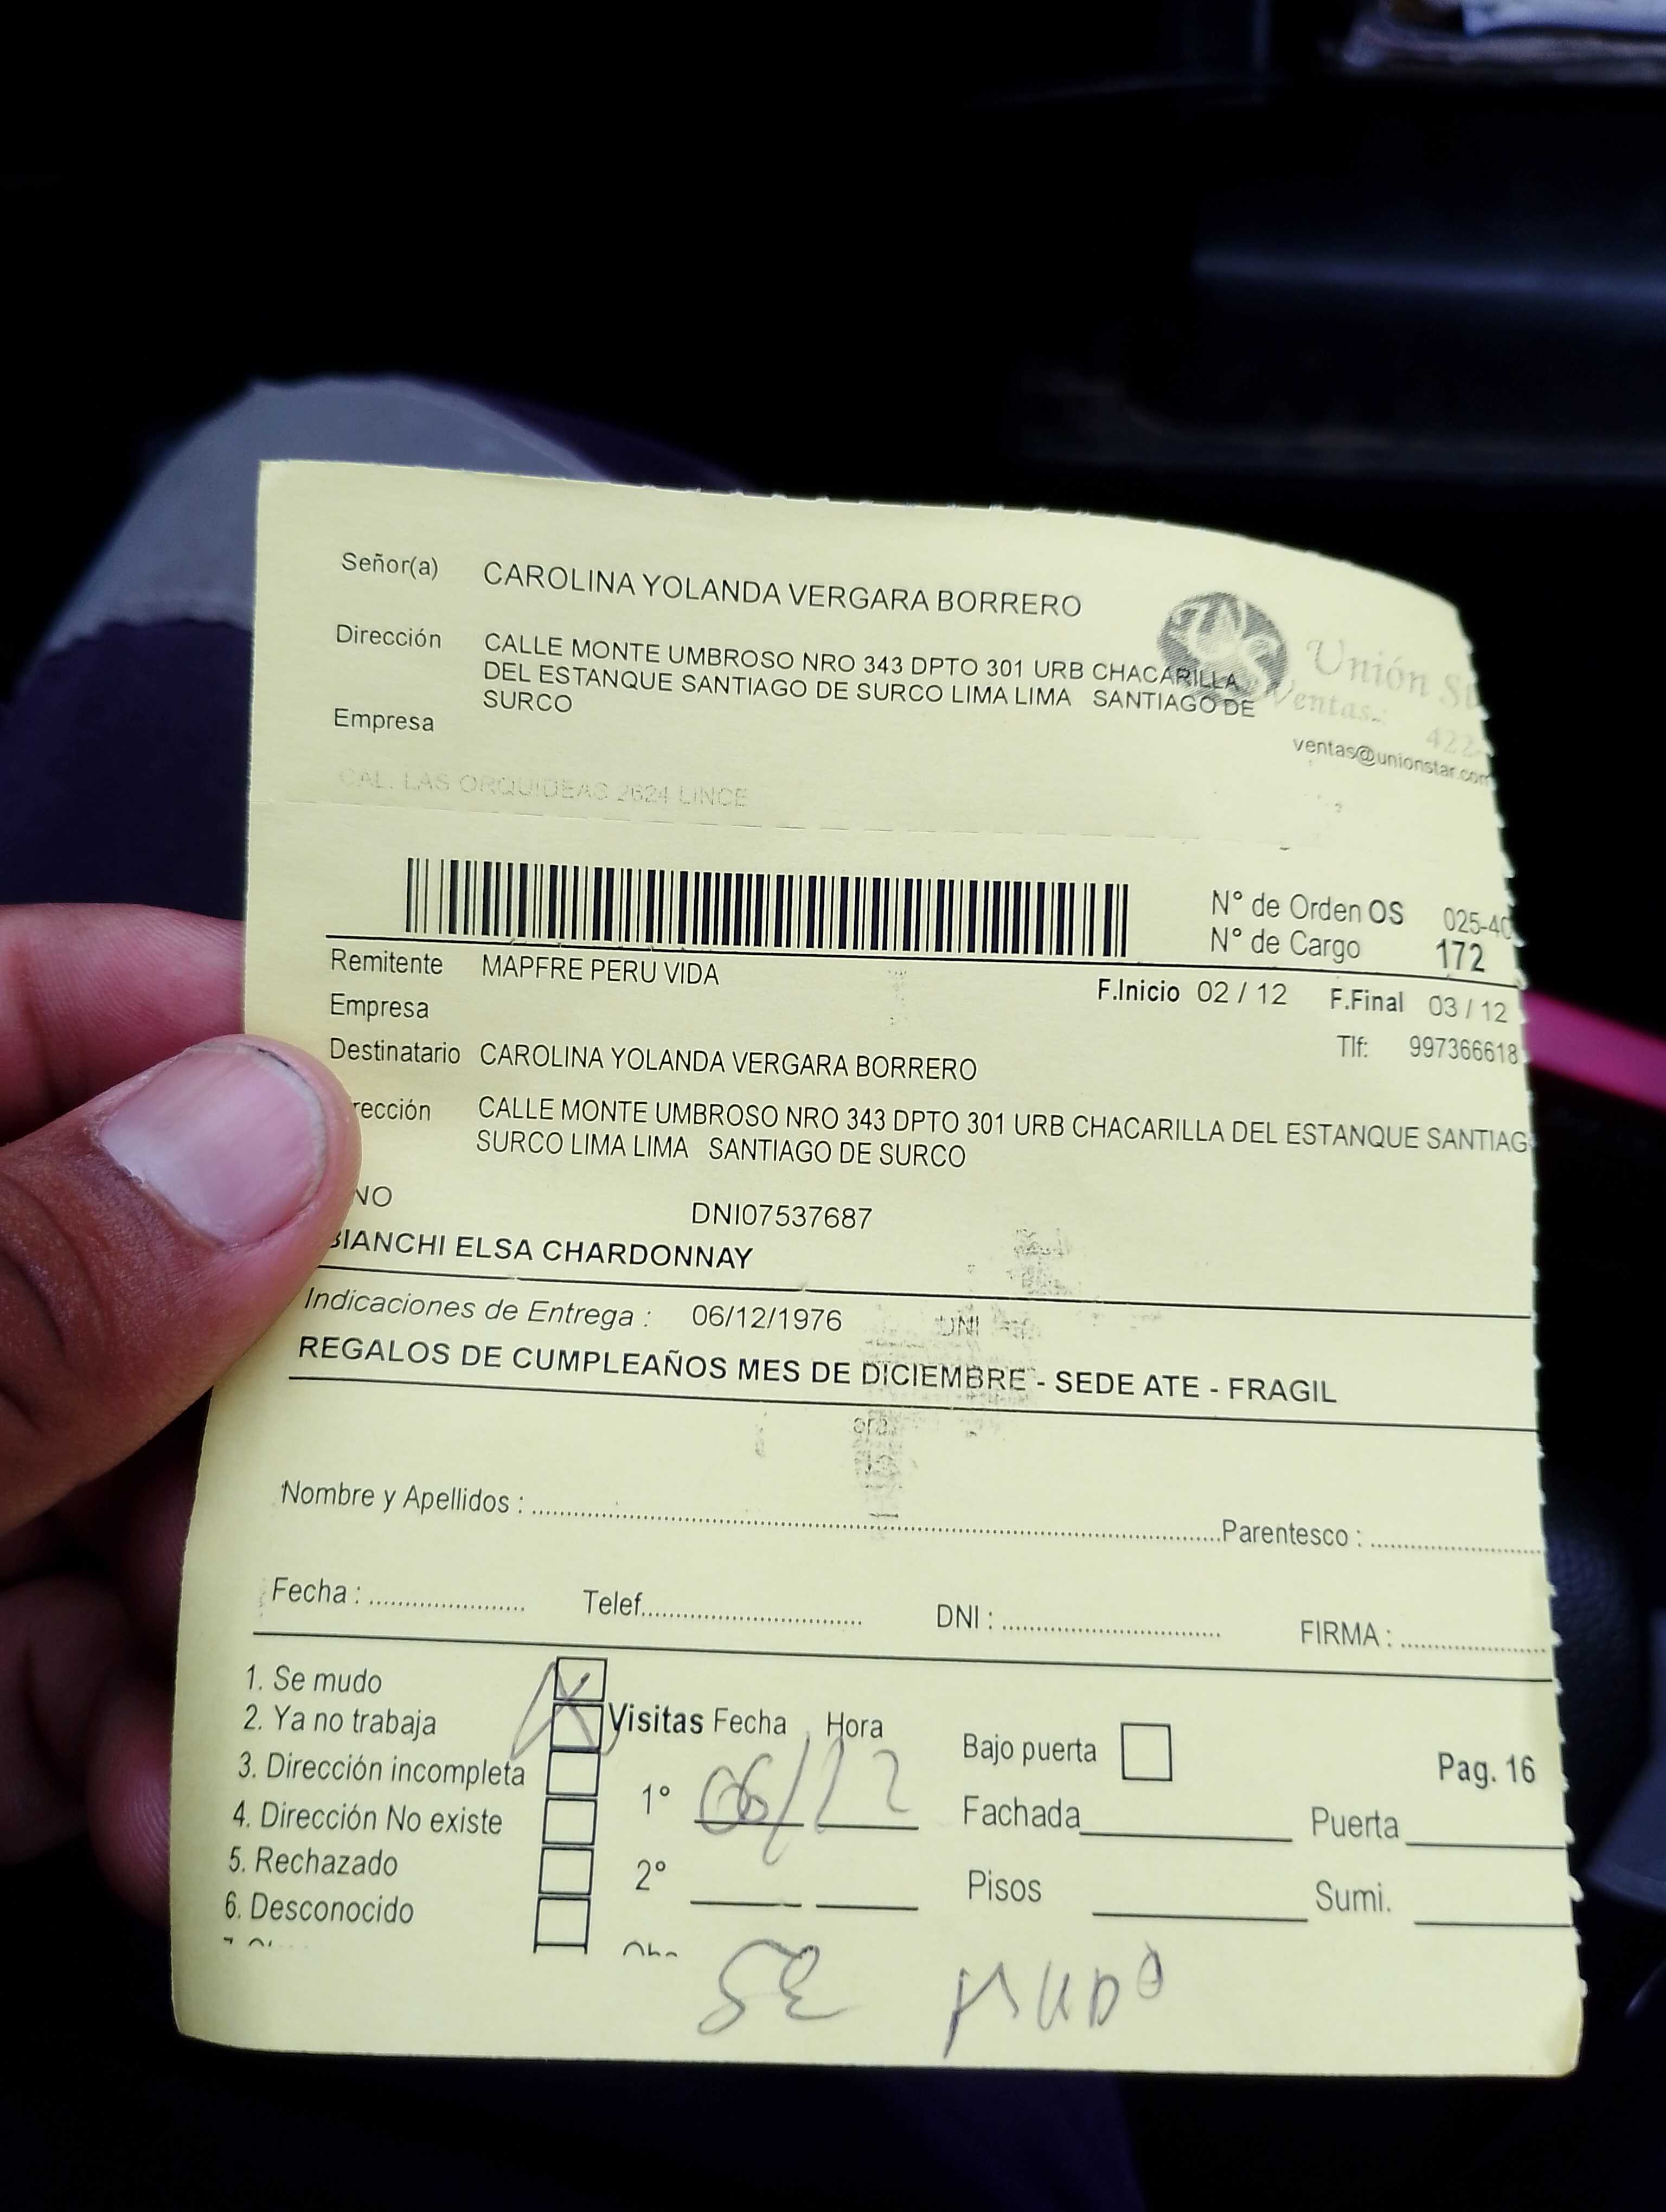 Señor(a) CAROLINA YOLANDA VERGARA BORRERO
Dirección CALLE MONTE UMBROSO NRO 343 DPTO 301 URB CHACARILLA
DEL ESTANQUE SANTIAGO DE SURCO LIMA LIMA SANTIAGO DE
SURCO
Empresa
Unión
Ventas.:
422-
ventas@unionstar.com
CAL. LAS ORQUIDEAS 2624 LINCE
N° de Orden OS 025-40
N° de Cargo 172
Remitente MAPFRE PERU VIDA
F.Inicio 02 / 12 F.Final 03 / 12
Empresa
Tlf: 997366618
Destinatario CAROLINA YOLANDA VERGARA BORRERO
rección CALLE MONTE UMBROSO NRO 343 DPTO 301 URB CHACARILLA DEL ESTANQUE SANTIAG
SURCO LIMA LIMA SANTIAGO DE SURCO
NO DNI07537687
BIANCHI ELSA CHARDONNAY
Indicaciones de Entrega : 06/12/1976
REGALOS DE CUMPLEAÑOS MES DE DICIEMBRE - SEDE ATE - FRAGIL
Nombre y Apellidos : Parentesco :
Fecha : Telef. DNI : FIRMA :
1. Se mudo
2. Ya no trabaja
3. Dirección incompleta
4. Dirección No existe
5. Rechazado
6. Desconocido
Visitas Fecha Hora
1° 06/12
2°
Bajo puerta
Pag. 16
Fachada Puerta
Pisos Sumi.
SE MUDO